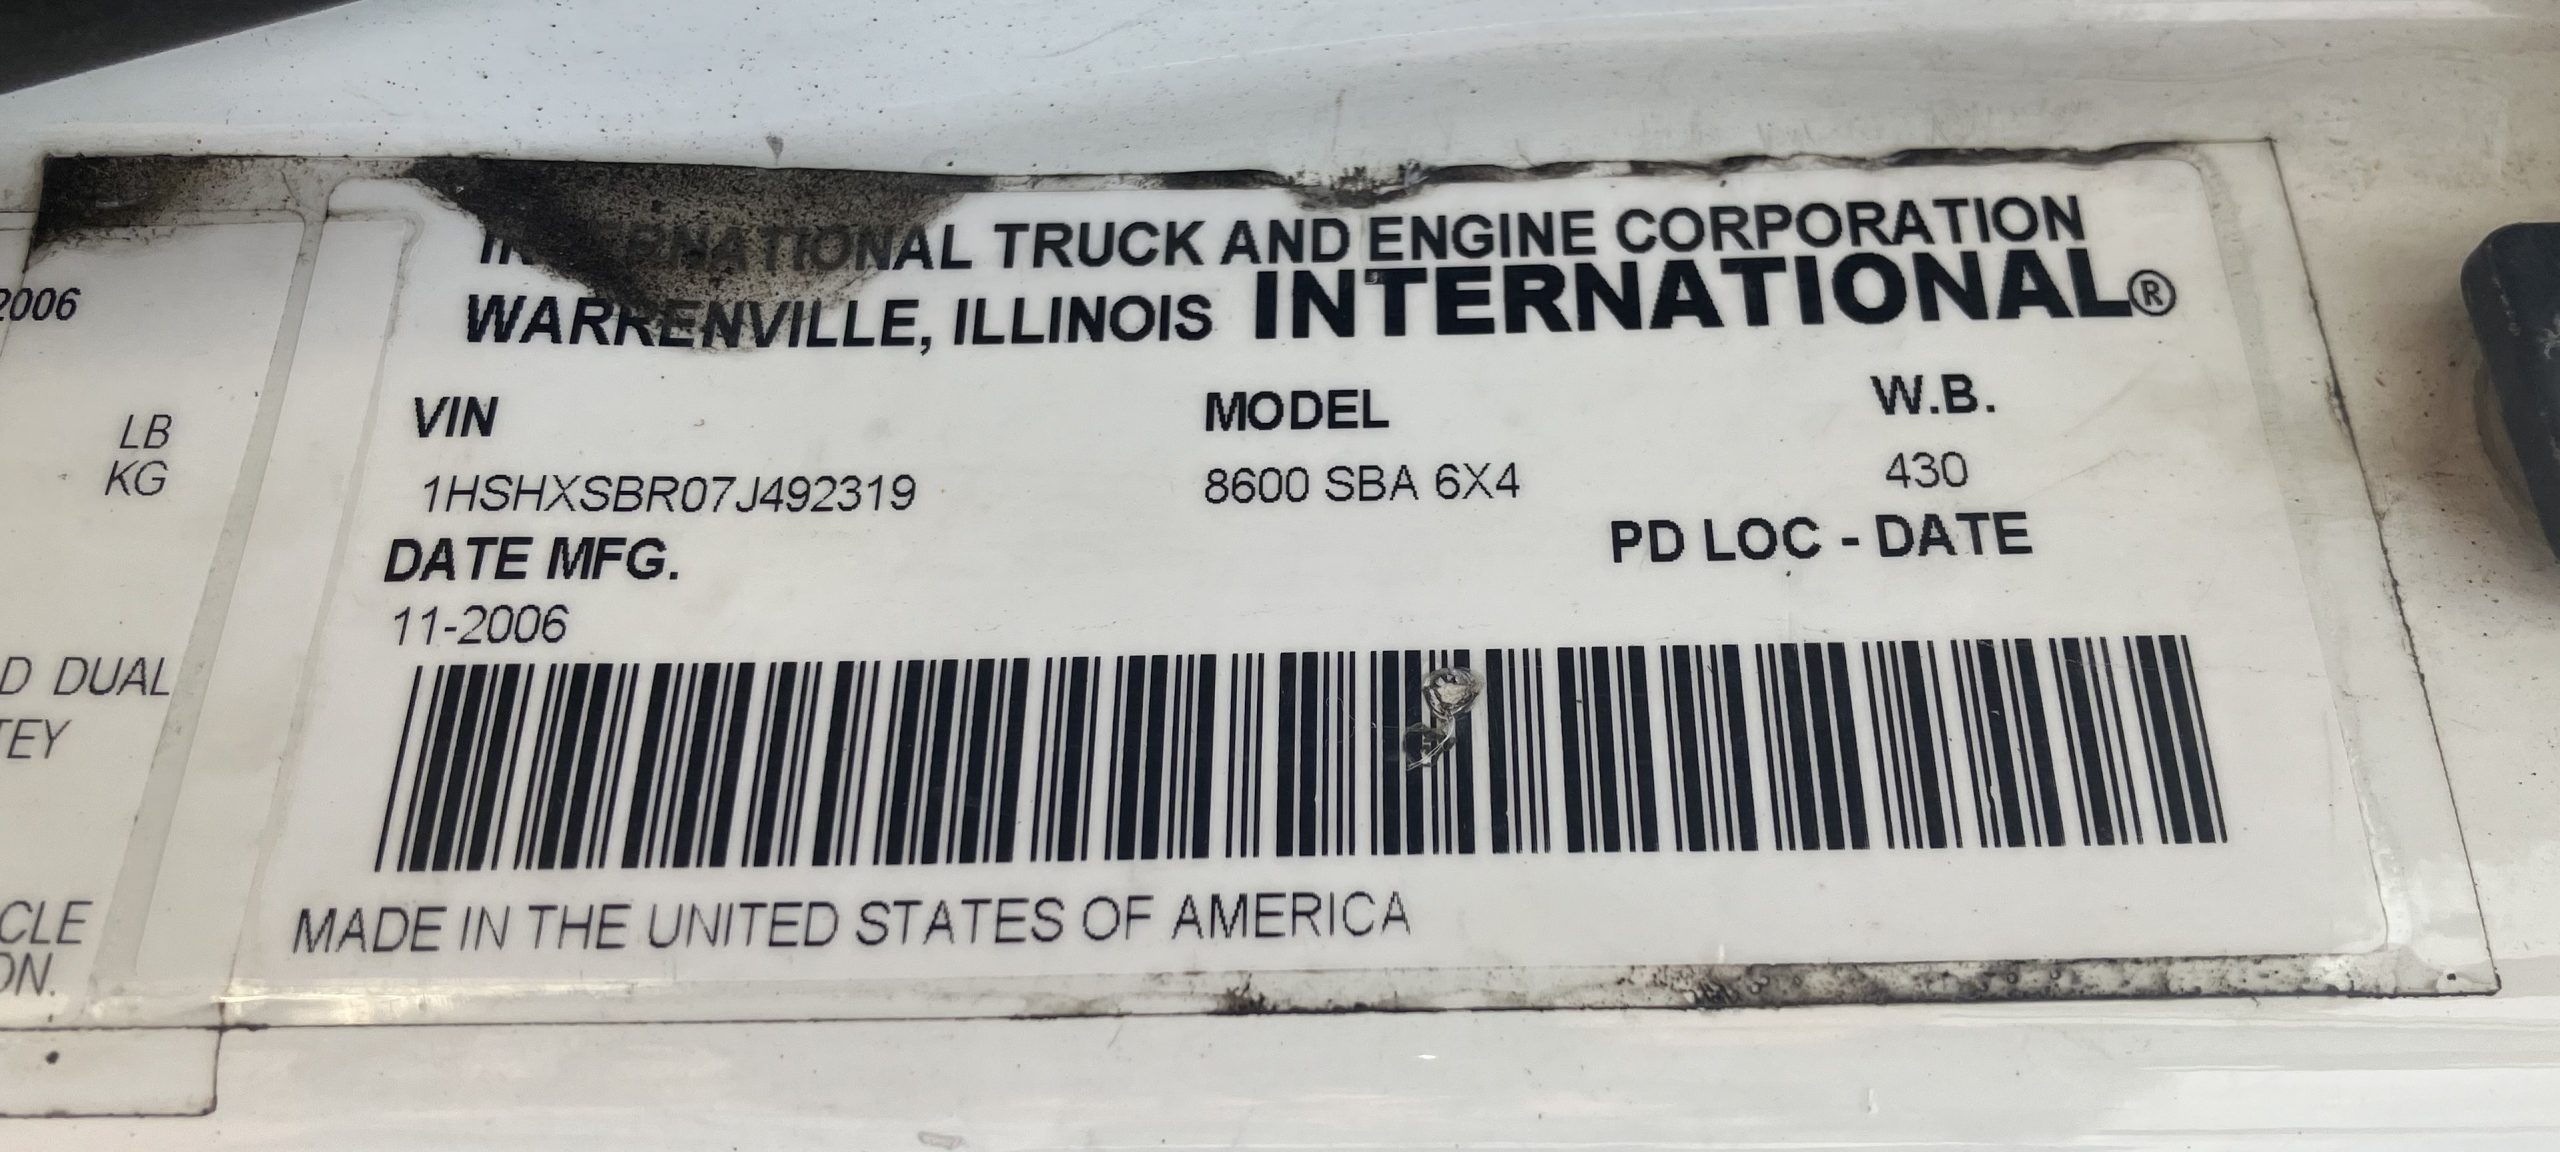 INTERNATIONAL TRUCK AND ENGINE CORPORATION
WARRENVILLE, ILLINOIS INTERNATIONAL®
VIN MODEL W.B.
1HSHXSBR07J492319 8600 SBA 6X4 430
DATE MFG. PD LOC - DATE
11-2006
MADE IN THE UNITED STATES OF AMERICA
2006
LB
KG
D DUAL
TEY
CLE
ON.